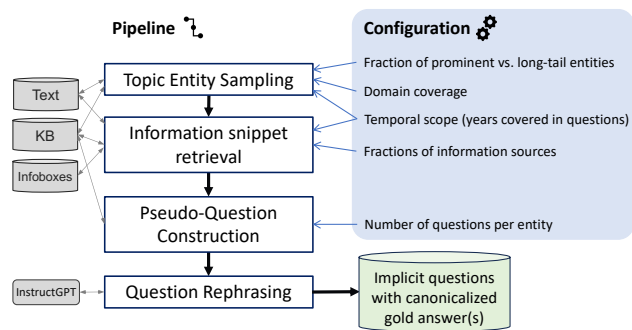 Pipeline
Configuration
Topic Entity Sampling
Information snippet
retrieval
Pseudo-Question
Construction
Question Rephrasing
Text
KB
Infoboxes
InstructGPT
Fraction of prominent vs. long-tail entities
Domain coverage
Temporal scope (years covered in questions)
Fractions of information sources
Number of questions per entity
Implicit questions
with canonicalized
gold answer(s)